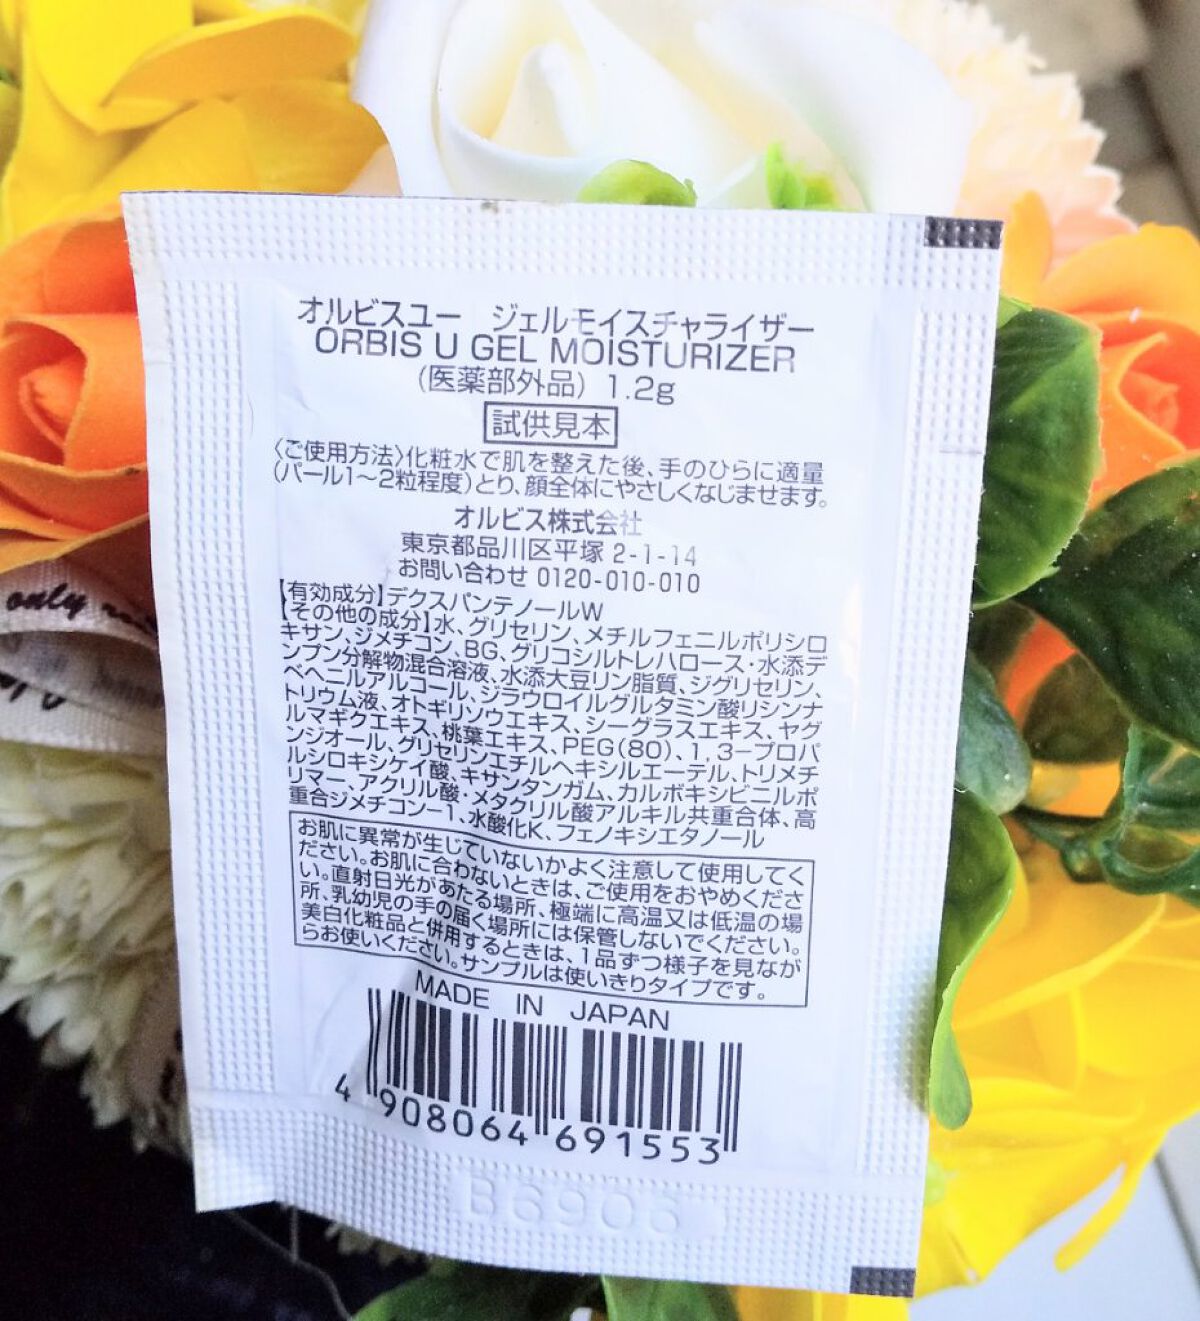 オルビスユー　ジェルモイスチャライザー
ORBIS U GEL MOISTURIZER
(医薬部外品) 1.2g
試供見本
〈ご使用方法〉化粧水で肌を整えた後、手のひらに適量
(パール1～2粒程度)とり、顔全体にやさしくなじませます。
オルビス株式会社
東京都品川区平塚 2-1-14
お問い合わせ 0120-010-010
【有効成分】デクスパンテノールW
【その他の成分】水、グリセリン、メチルフェニルポリシロ
キサン、ジメチコン、BG、グリコシルトレハロース・水添デ
ンプン分解物混合溶液、水添大豆リン脂質、ジグリセリン、
ベヘニルアルコール、ジラウロイルグルタミン酸リシンナ
トリウム液、オトギリソウエキス、シーグラスエキス、ヤグ
ルマギクエキス、桃葉エキス、PEG(80)、1,3-プロパ
ンジオール、グリセリンエチルヘキシルエーテル、トリメチ
ルシロキシケイ酸、キサンタンガム、カルボキシビニルポ
リマー、アクリル酸・メタクリル酸アルキル共重合体、高
重合ジメチコン-1、水酸化K、フェノキシエタノール
お肌に異常が生じていないかよく注意して使用してく
ださい。お肌に合わないときは、ご使用をおやめくださ
い。直射日光があたる場所、極端に高温又は低温の場
所、乳幼児の手の届く場所には保管しないでください。
美白化粧品と併用するときは、1品ずつ様子を見なが
らお使いください。サンプルは使いきりタイプです。
MADE IN JAPAN
4 908064 691553
B6906
only